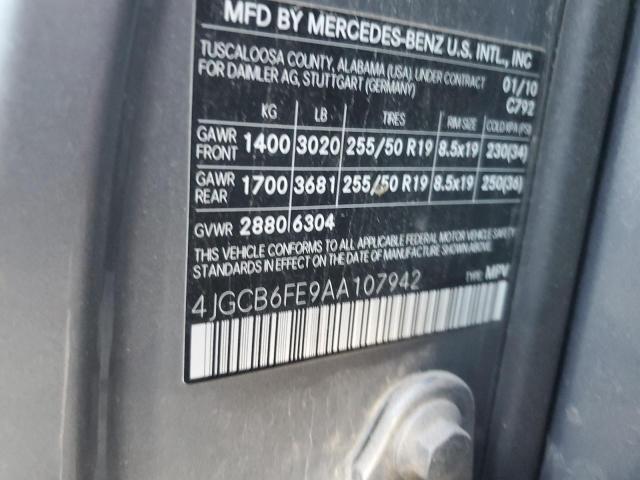 MFD BY MERCEDES-BENZ U.S. INTL., INC
TUSCALOOSA COUNTY, ALABAMA (USA), UNDER CONTRACT
FOR DAIMLER AG, STUTTGART (GERMANY) 01/10
C792
KG LB TIRES RIM SIZE COLD KPA (PSI)
GAWR FRONT 1400 3020 255/50 R19 8.5x19 230(34)
GAWR REAR 1700 3681 255/50 R19 8.5x19 250(36)
GVWR 2880 6304
THIS VEHICLE CONFORMS TO ALL APPLICABLE FEDERAL MOTOR VEHICLE SAFETY
STANDARDS IN EFFECT ON THE DATE OF MANUFACTURE SHOWN ABOVE.
TYPE: MPV
4JGCB6FE9AA107942